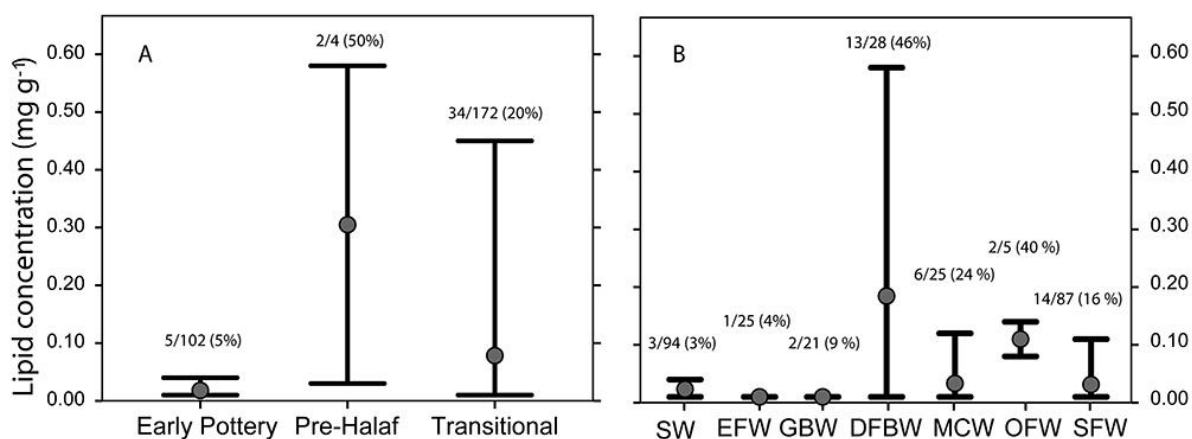 A
B
Lipid concentration (mg g⁻¹)
0.60
0.50
0.40
0.30
0.20
0.10
0.00
5/102 (5%)
2/4 (50%)
34/172 (20%)
Early Pottery Pre-Halaf Transitional
3/94 (3%)
1/25 (4%)
2/21 (9 %)
13/28 (46%)
6/25 (24 %)
2/5 (40 %)
14/87 (16 %)
0.60
0.50
0.40
0.30
0.20
0.10
0.00
SW EFW GBW DFBW MCW OFW SFW